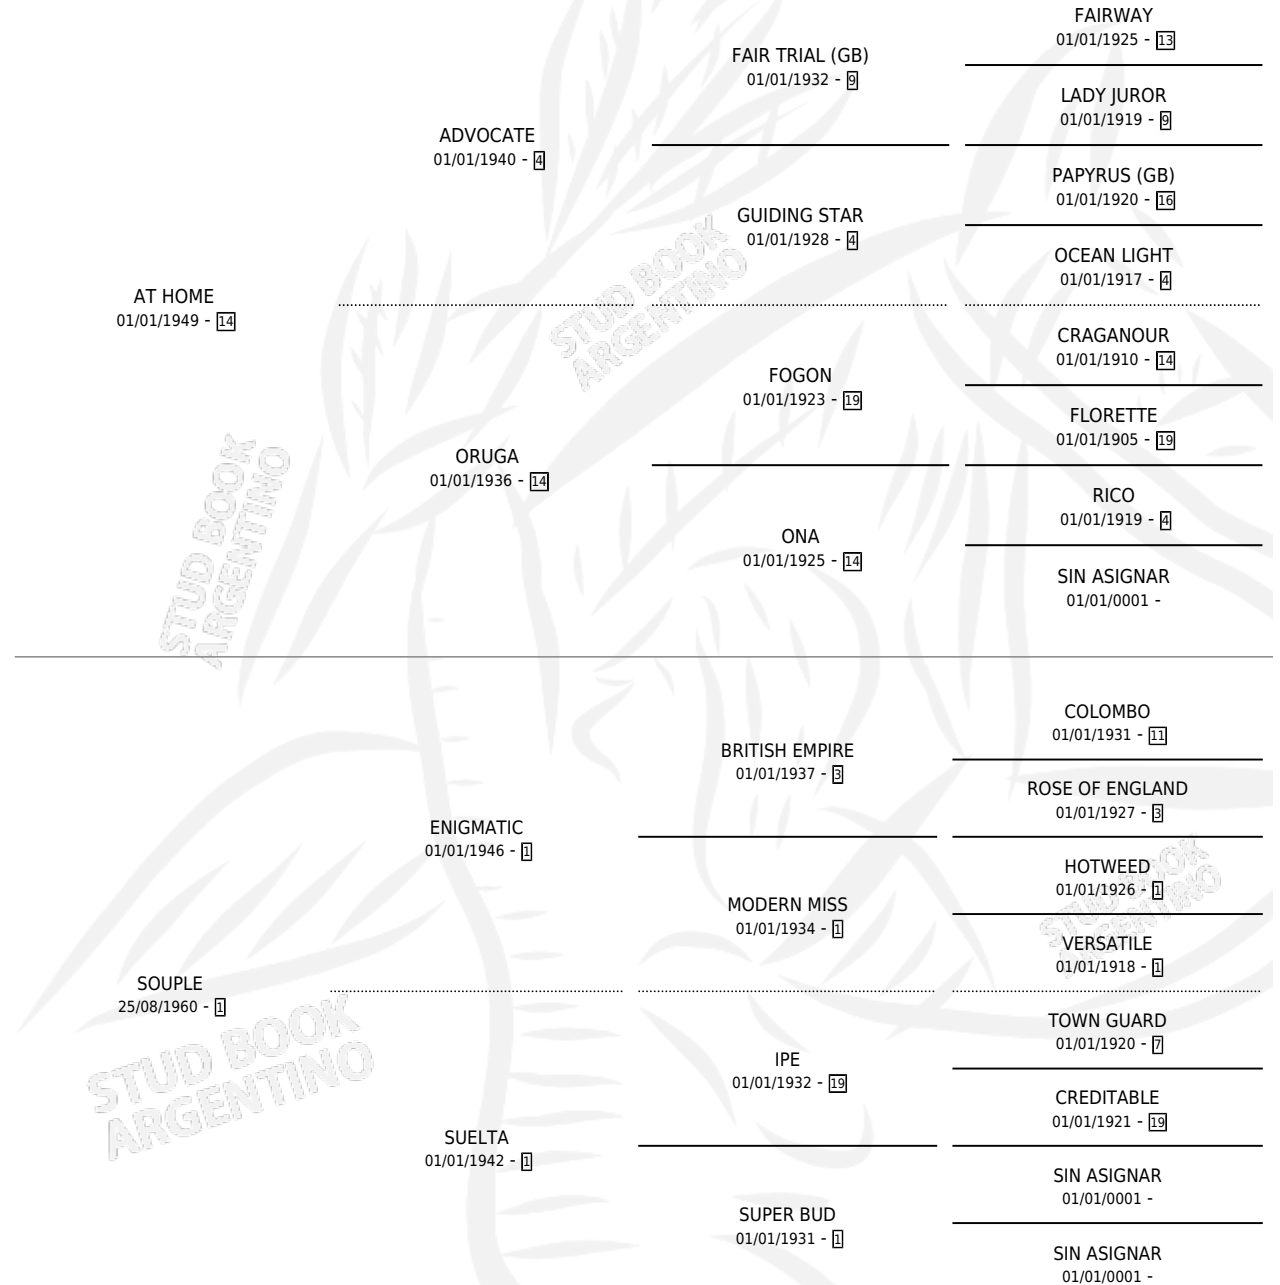 FAIRWAY
01/01/1925 - 13
FAIR TRIAL (GB)
01/01/1932 - 9
LADY JUROR
01/01/1919 - 9
ADVOCATE
01/01/1940 - 4
PAPYRUS (GB)
01/01/1920 - 16
GUIDING STAR
01/01/1928 - 4
OCEAN LIGHT
01/01/1917 - 4
AT HOME
01/01/1949 - 14
CRAGANOUR
01/01/1910 - 14
FOGON
01/01/1923 - 19
FLORETTE
01/01/1905 - 19
ORUGA
01/01/1936 - 14
RICO
01/01/1919 - 4
ONA
01/01/1925 - 14
SIN ASIGNAR
01/01/0001 -
COLOMBO
01/01/1931 - 11
BRITISH EMPIRE
01/01/1937 - 3
ROSE OF ENGLAND
01/01/1927 - 3
ENIGMATIC
01/01/1946 - 1
HOTWEED
01/01/1926 - 1
MODERN MISS
01/01/1934 - 1
VERSATILE
01/01/1918 - 1
SOUPLE
25/08/1960 - 1
TOWN GUARD
01/01/1920 - 7
IPE
01/01/1932 - 19
CREDITABLE
01/01/1921 - 19
SUELTA
01/01/1942 - 1
SIN ASIGNAR
01/01/0001 -
SUPER BUD
01/01/1931 - 1
SIN ASIGNAR
01/01/0001 -
STUD BOOK
ARGENTINO
STUD BOOK
ARGENTINO
STUD BOOK
ARGENTINO
STUD BOOK
ARGENTINO